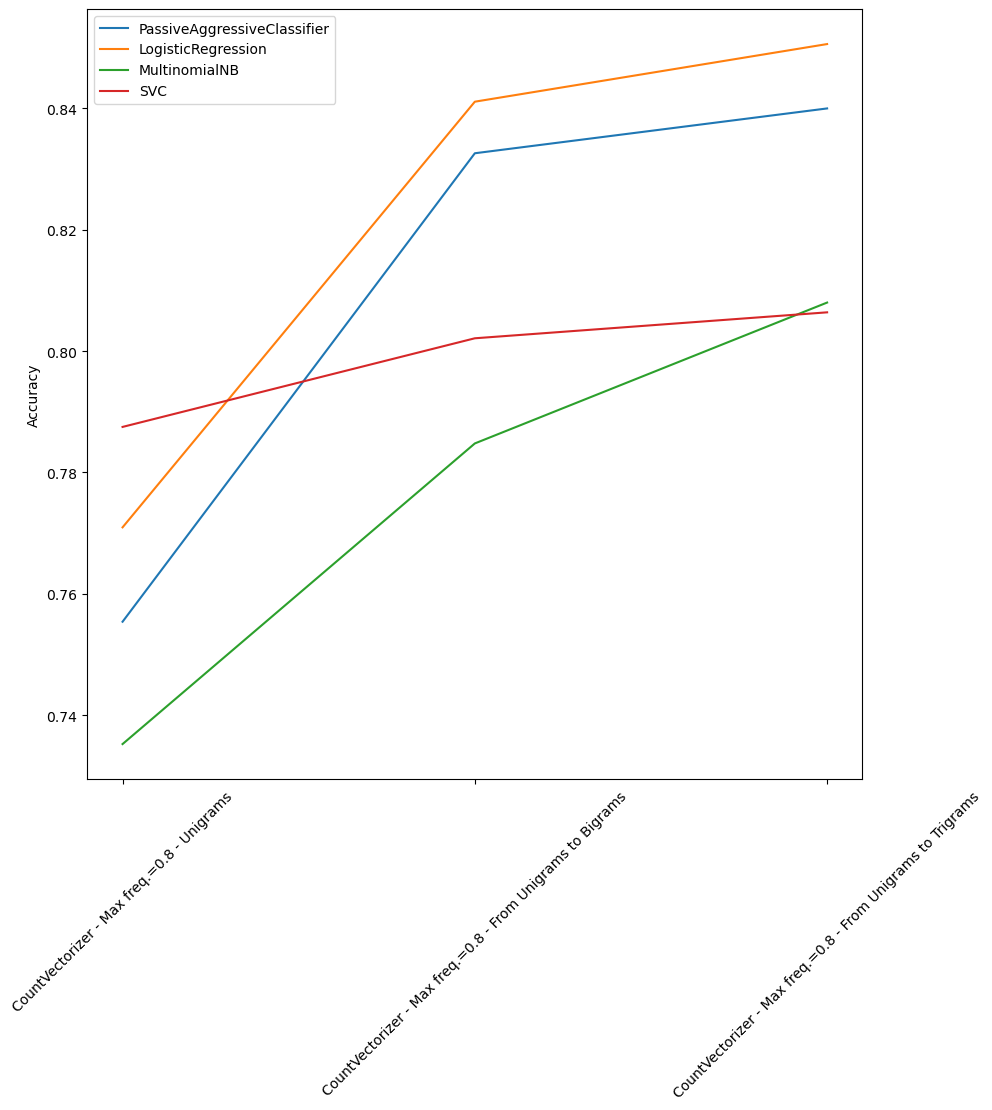 PassiveAggressiveClassifier
LogisticRegression
MultinomialNB
SVC
0.84
0.82
0.80
0.78
0.76
0.74
Accuracy
CountVectorizer - Max freq.=0.8 - Unigrams
CountVectorizer - Max freq.=0.8 - From Unigrams to Bigrams
CountVectorizer - Max freq.=0.8 - From Unigrams to Trigrams